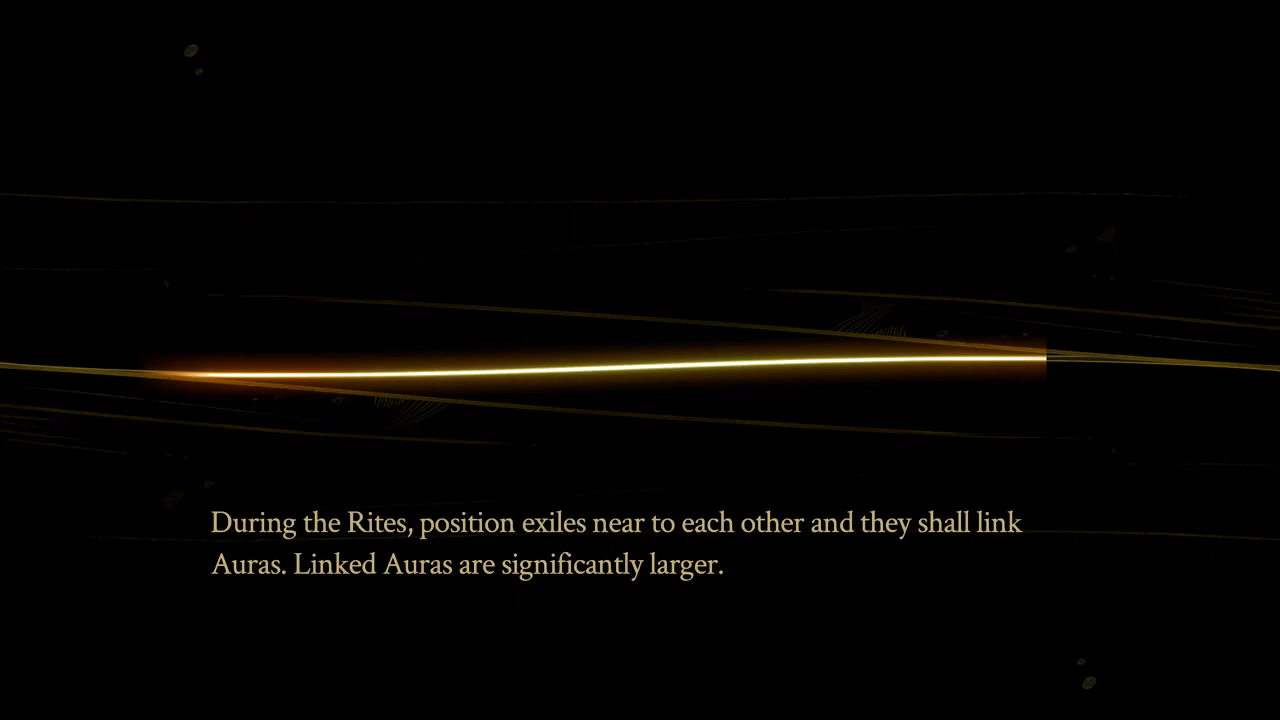 During the Rites, position exiles near to each other and they shall link
Auras. Linked Auras are significantly larger.